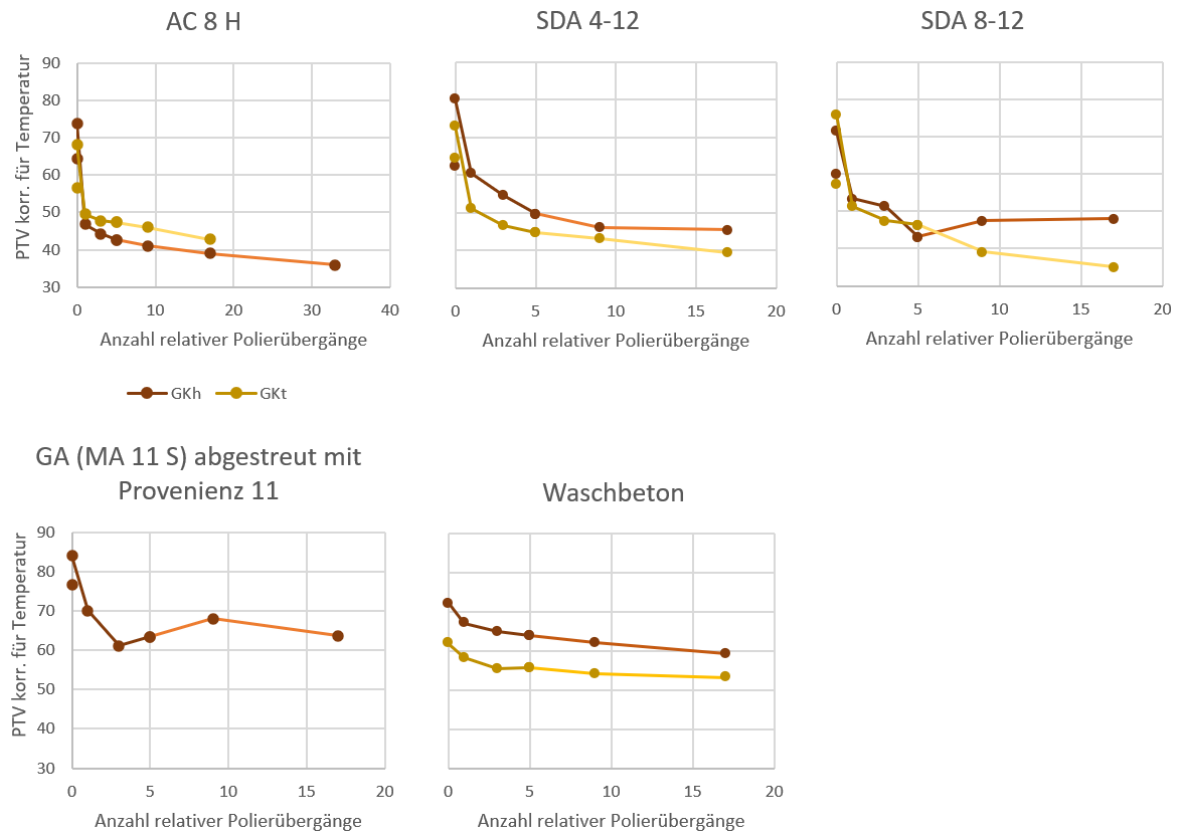 AC 8 H
SDA 4-12
SDA 8-12
PTV korr. für Temperatur
90
80
70
60
50
40
30
0
10
20
30
40
Anzahl relativer Polierübergänge
0
5
10
15
20
Anzahl relativer Polierübergänge
0
5
10
15
20
Anzahl relativer Polierübergänge
GKh
GKt
GA (MA 11 S) abgestreut mit
Provenienz 11
Waschbeton
PTV korr. für Temperatur
90
80
70
60
50
40
30
0
5
10
15
20
Anzahl relativer Polierübergänge
0
5
10
15
20
Anzahl relativer Polierübergänge